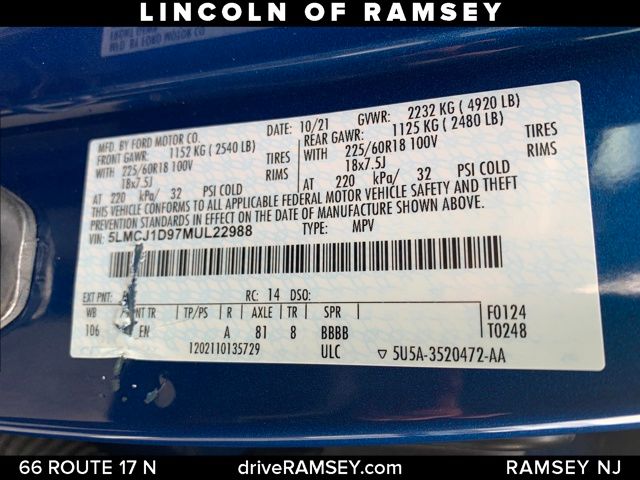 LINCOLN OF RAMSEY
MFD. BY FORD MOTOR CO.
DATE: 10/21 GVWR: 2232 KG ( 4920 LB)
FRONT GAWR: 1152 KG ( 2540 LB)
REAR GAWR: 1125 KG ( 2480 LB)
WITH 225/60R18 100V TIRES
WITH 225/60R18 100V TIRES
18x7.5J RIMS
18x7.5J RIMS
AT 220 kPa/ 32 PSI COLD
AT 220 kPa/ 32 PSI COLD
THIS VEHICLE CONFORMS TO ALL APPLICABLE FEDERAL MOTOR VEHICLE SAFETY AND THEFT
PREVENTION STANDARDS IN EFFECT ON THE DATE OF MANUFACTURE SHOWN ABOVE.
VIN: 5LMCJ1D97MUL22988 TYPE: MPV
EXT PNT: RC: 14 DSO:
WB TP/PS R AXLE TR SPR F0124
106 EN A 81 8 BBBB T0248
1202110135729 ULC 5U5A-3520472-AA
66 ROUTE 17 N driveRAMSEY.com RAMSEY NJ